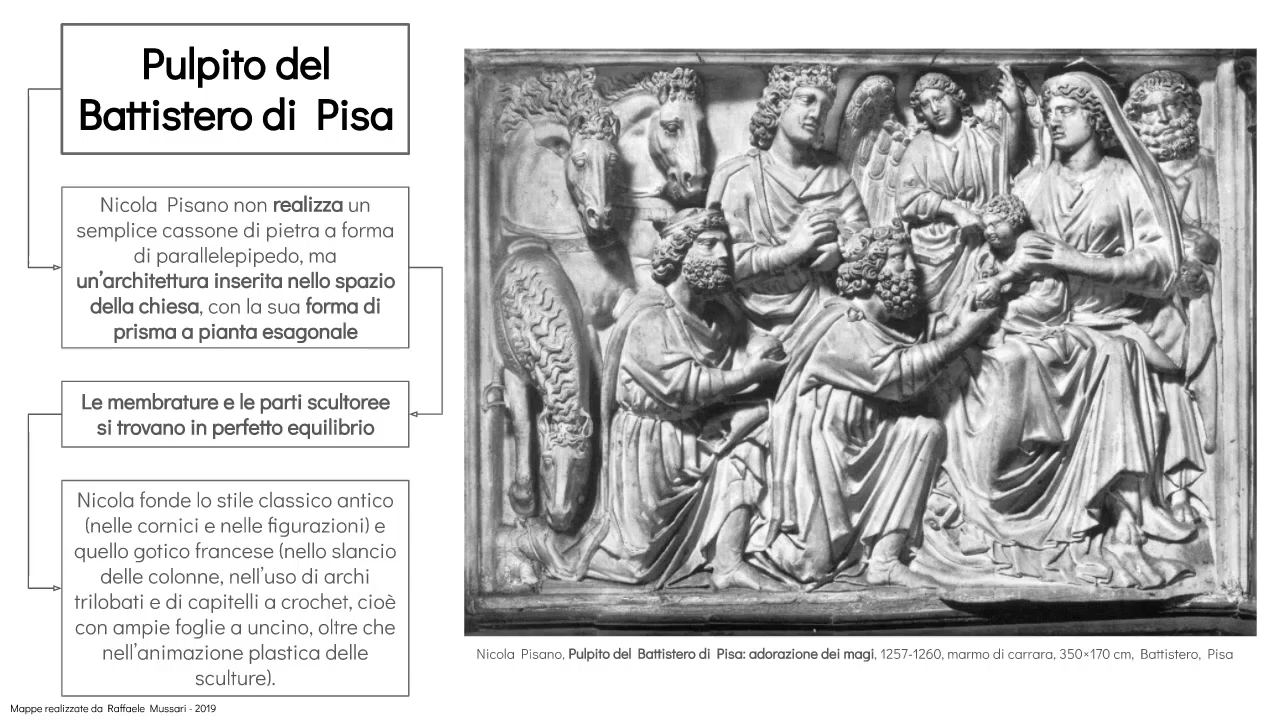 Pulpito del
Battistero di Pisa
Nicola Pisano non realizza un
semplice cassone di pietra a forma
di parallelepipedo, ma
un'architettura inserita nello spazio
della chiesa, con la sua forma di
prisma a pianta esagonale
Le membrature e le parti scultoree
si trovano in perfetto equilibrio
Nicola fonde lo stile classico antico
(nelle cornici e nelle figurazioni) e
quello gotico francese (nello slancio
delle colonne, nell'uso di archi
trilobati e di capitelli a crochet, cioè
con ampie foglie a uncino, oltre che
nell'animazione plastica delle
sculture).
Nicola Pisano, Pulpito del Battistero di Pisa: adorazione dei magi, 1257-1260, marmo di carrara, 350×170 cm, Battistero, Pisa
Mappe realizzate da Raffaele Mussari - 2019